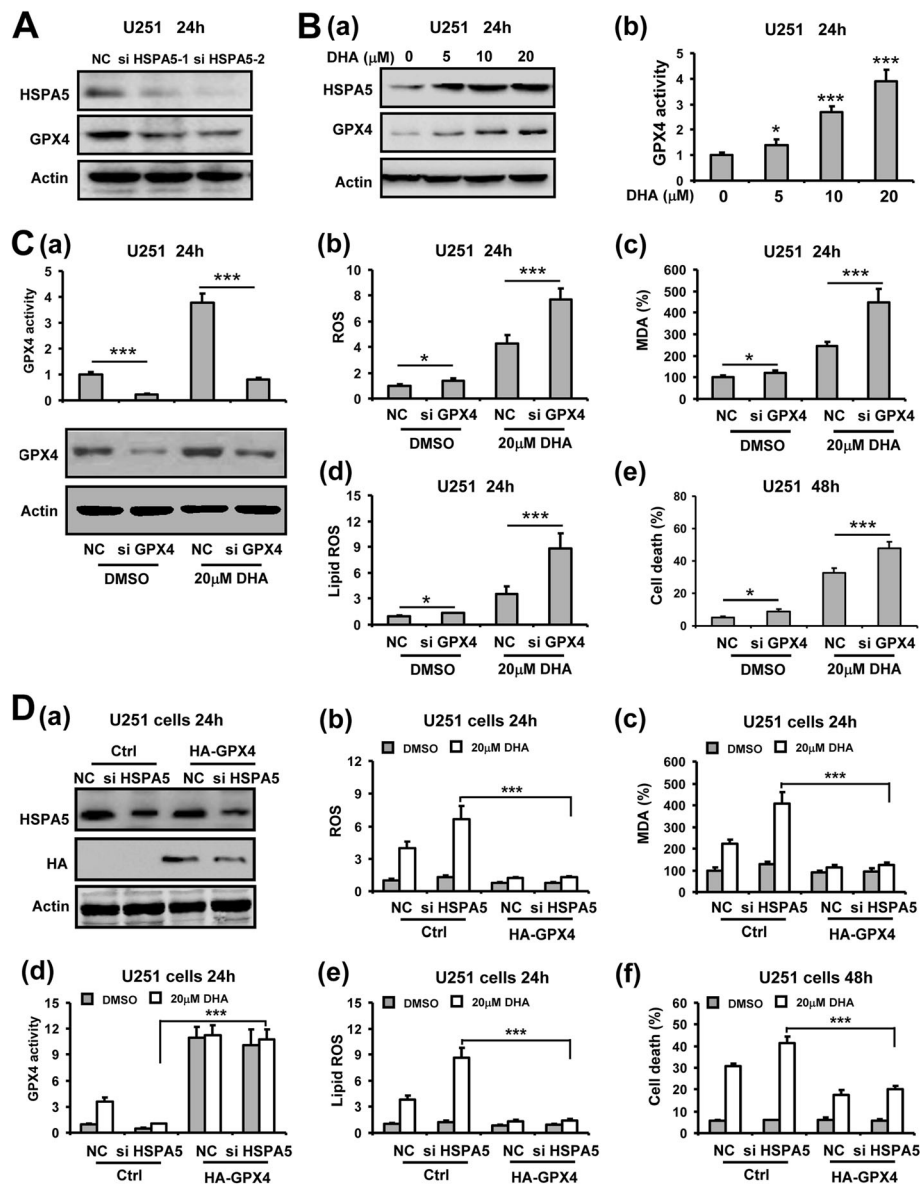 A
U251 24h
NC si HSPA5-1 si HSPA5-2
HSPA5
GPX4
Actin
B (a)
U251 24h
DHA (μM) 0 5 10 20
HSPA5
GPX4
Actin
(b)
U251 24h
GPX4 activity
5
4
3
2
1
0
* *** ***
DHA (μM) 0 5 10 20
C (a)
U251 24h
GPX4 activity
5
4
3
2
1
0
*** ***
GPX4
Actin
NC si GPX4 NC si GPX4
DMSO 20μM DHA
(b)
U251 24h
ROS
10
8
6
4
2
0
* ***
NC si GPX4 NC si GPX4
DMSO 20μM DHA
(c)
U251 24h
MDA (%)
600
500
400
300
200
100
0
* ***
NC si GPX4 NC si GPX4
DMSO 20μM DHA
(d)
U251 24h
Lipid ROS
12
9
6
3
0
* ***
NC si GPX4 NC si GPX4
DMSO 20μM DHA
(e)
U251 48h
Cell death (%)
80
60
40
20
0
* ***
NC si GPX4 NC si GPX4
DMSO 20μM DHA
D (a)
U251 cells 24h
Ctrl HA-GPX4
NC si HSPA5 NC si HSPA5
HSPA5
HA
Actin
(b)
U251 cells 24h
DMSO 20μM DHA
ROS
9
6
3
0
***
NC si HSPA5 NC si HSPA5
Ctrl HA-GPX4
(c)
U251 cells 24h
DMSO 20μM DHA
MDA (%)
500
400
300
200
100
0
***
NC si HSPA5 NC si HSPA5
Ctrl HA-GPX4
(d)
U251 cells 24h
DMSO 20μM DHA
GPX4 activity
15
12
9
6
3
0
***
NC si HSPA5 NC si HSPA5
Ctrl HA-GPX4
(e)
U251 cells 24h
DMSO 20μM DHA
Lipid ROS
12
9
6
3
0
***
NC si HSPA5 NC si HSPA5
Ctrl HA-GPX4
(f)
U251 cells 48h
DMSO 20μM DHA
Cell death (%)
60
50
40
30
20
10
0
***
NC si HSPA5 NC si HSPA5
Ctrl HA-GPX4